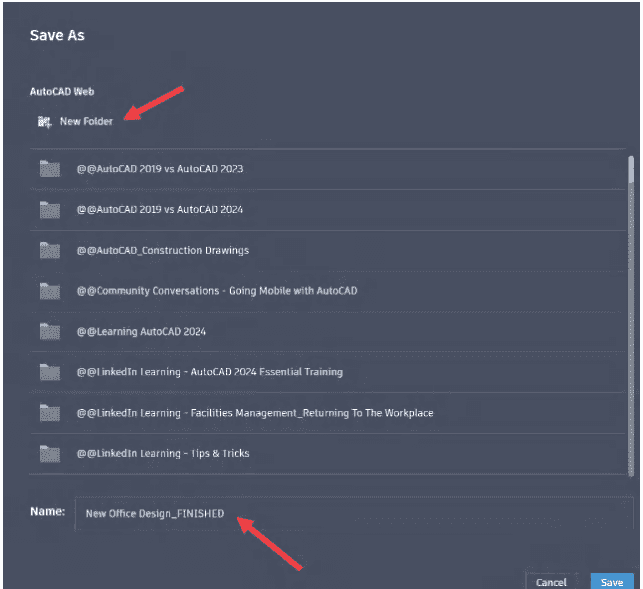 Save As
AutoCAD Web
New Folder
@@AutoCAD 2019 vs AutoCAD 2023
@@AutoCAD 2019 vs AutoCAD 2024
@@AutoCAD_Construction Drawings
@@Community Conversations - Going Mobile with AutoCAD
@@Learning AutoCAD 2024
@@LinkedIn Learning - AutoCAD 2024 Essential Training
@@LinkedIn Learning - Facilities Management_Returning To The Workplace
@@LinkedIn Learning - Tips & Tricks
Name: New Office Design_FINISHED
Cancel Save